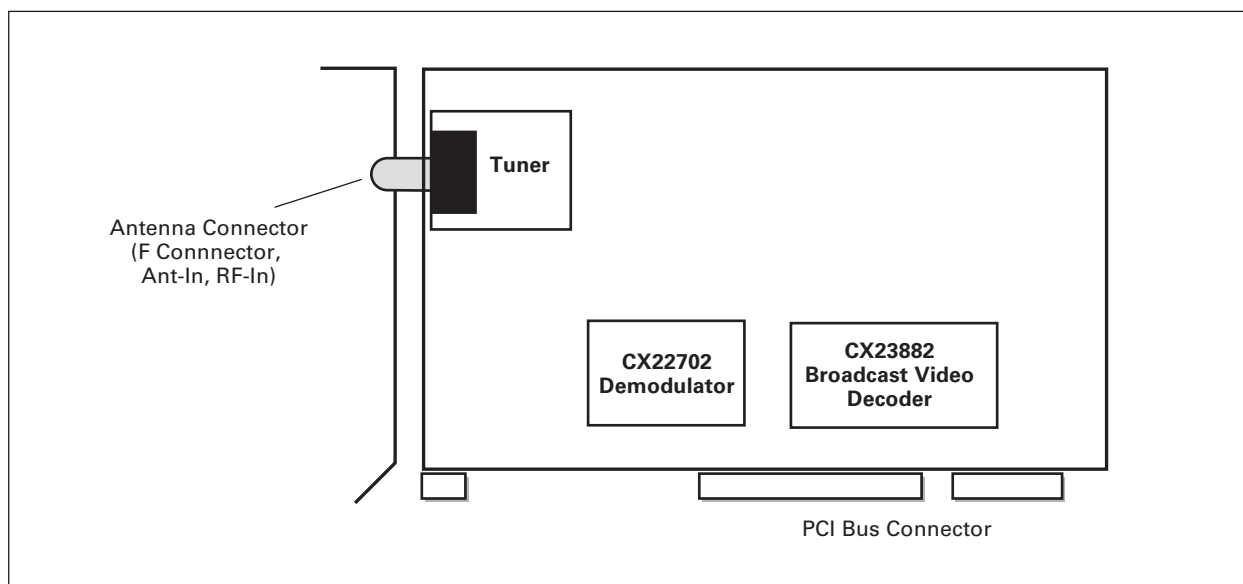 Tuner
Antenna Connector
(F Connnector,
Ant-In, RF-In)
CX22702
Demodulator
CX23882
Broadcast Video
Decoder
PCI Bus Connector